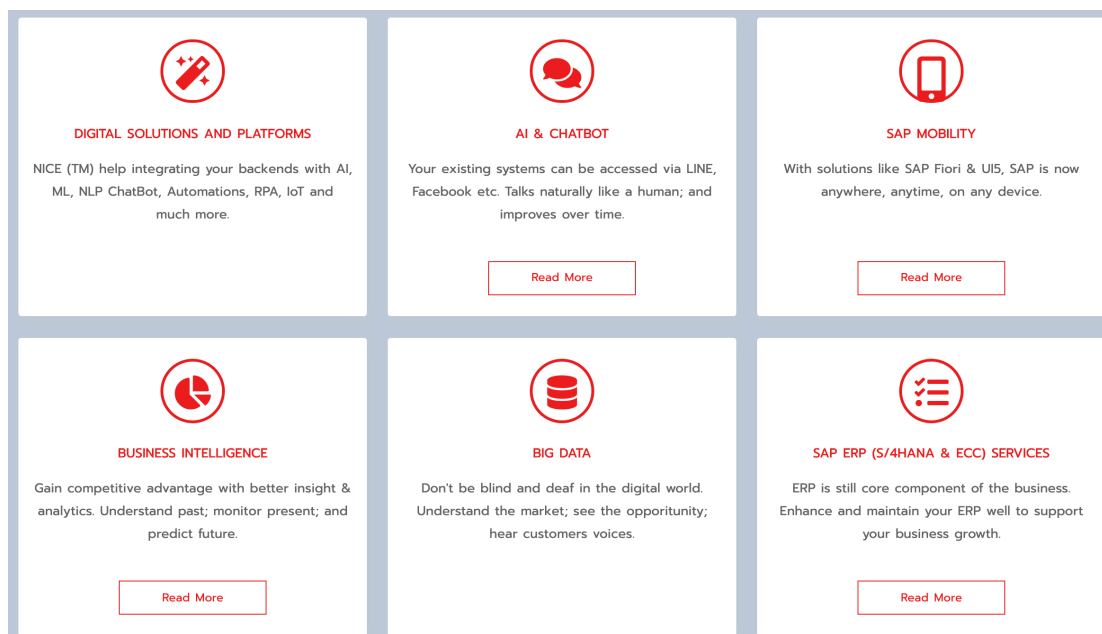 DIGITAL SOLUTIONS AND PLATFORMS
NICE (TM) help integrating your backends with AI,
ML, NLP ChatBot, Automations, RPA, IoT and
much more.
AI & CHATBOT
Your existing systems can be accessed via LINE,
Facebook etc. Talks naturally like a human; and
improves over time.
Read More
SAP MOBILITY
With solutions like SAP Fiori & UI5, SAP is now
anywhere, anytime, on any device.
Read More
BUSINESS INTELLIGENCE
Gain competitive advantage with better insight &
analytics. Understand past; monitor present; and
predict future.
Read More
BIG DATA
Don't be blind and deaf in the digital world.
Understand the market; see the opporitunity;
hear customers voices.
SAP ERP (S/4HANA & ECC) SERVICES
ERP is still core component of the business.
Enhance and maintain your ERP well to support
your business growth.
Read More